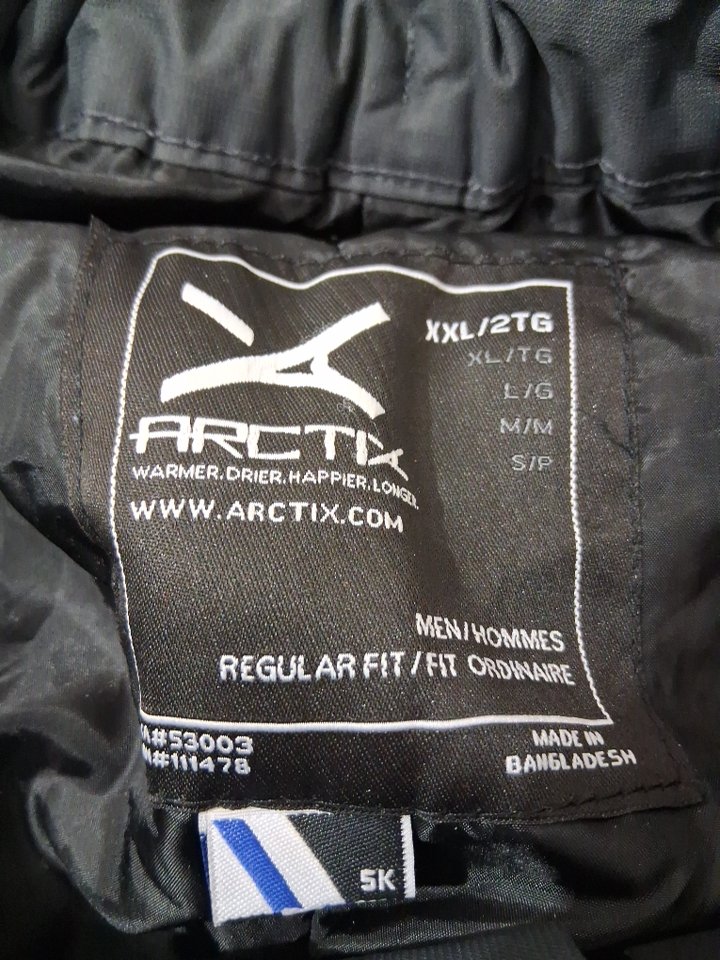 XXL/2TG
XL/TG
L/G
M/M
S/P
ARCTIX
WARMER.DRIER.HAPPIER.LONGER.
WWW.ARCTIX.COM
MEN/HOMMES
REGULAR FIT/FIT ORDINAIRE
#53003
#111478
MADE IN
BANGLADESH
5K